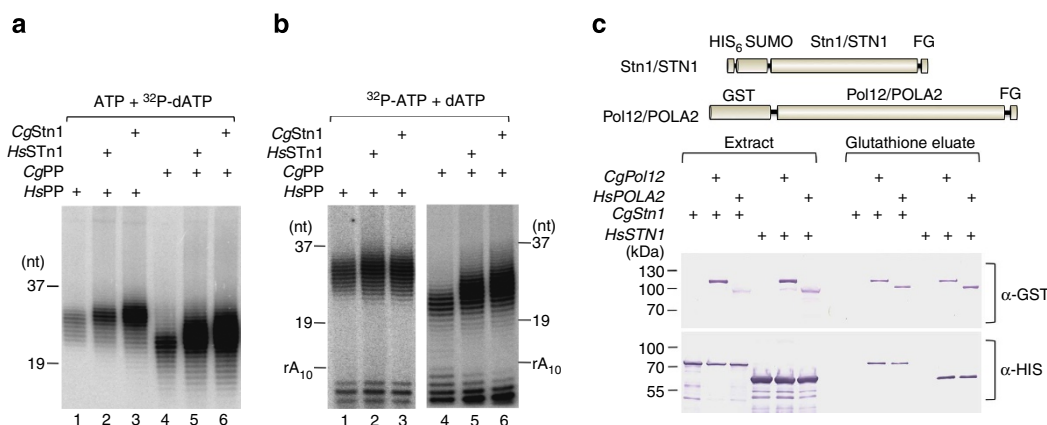 a
ATP + 32P-dATP
CgStn1 + +
HsSTn1 + +
CgPP + + +
HsPP + + +
(nt)
37
19
1 2 3 4 5 6
b
32P-ATP + dATP
CgStn1 + +
HsSTn1 + +
CgPP + + +
HsPP + + +
(nt) (nt)
37 37
19 19
rA10 rA10
1 2 3 4 5 6
c
HIS6 SUMO Stn1/STN1 FG
Stn1/STN1
GST Pol12/POLA2 FG
Pol12/POLA2
Extract Glutathione eluate
CgPol12 + + + +
HsPOLA2 + + + +
CgStn1 + + + + + +
HsSTN1 + + + + + +
(kDa)
130
100
70
α-GST
100
70
55
α-HIS